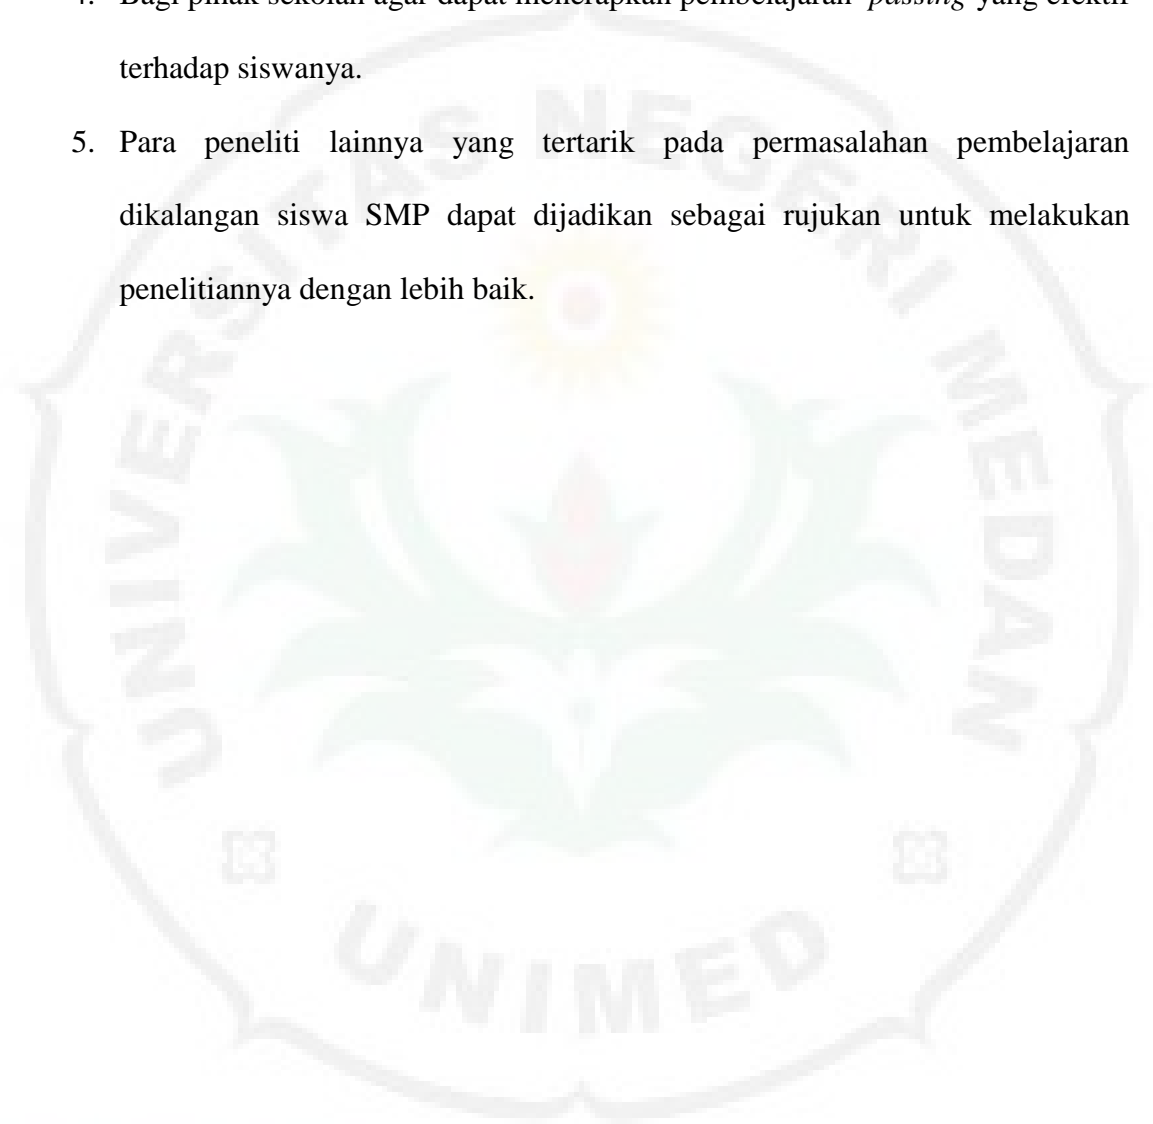 4. Bagi pihak sekolah agar dapat menerapkan pembelajaran passing yang efektif
terhadap siswanya.
5. Para peneliti lainnya yang tertarik pada permasalahan pembelajaran
dikalangan siswa SMP dapat dijadikan sebagai rujukan untuk melakukan
penelitiannya dengan lebih baik.
UNIVERSITAS NEGERI MEDAN
UNIMED